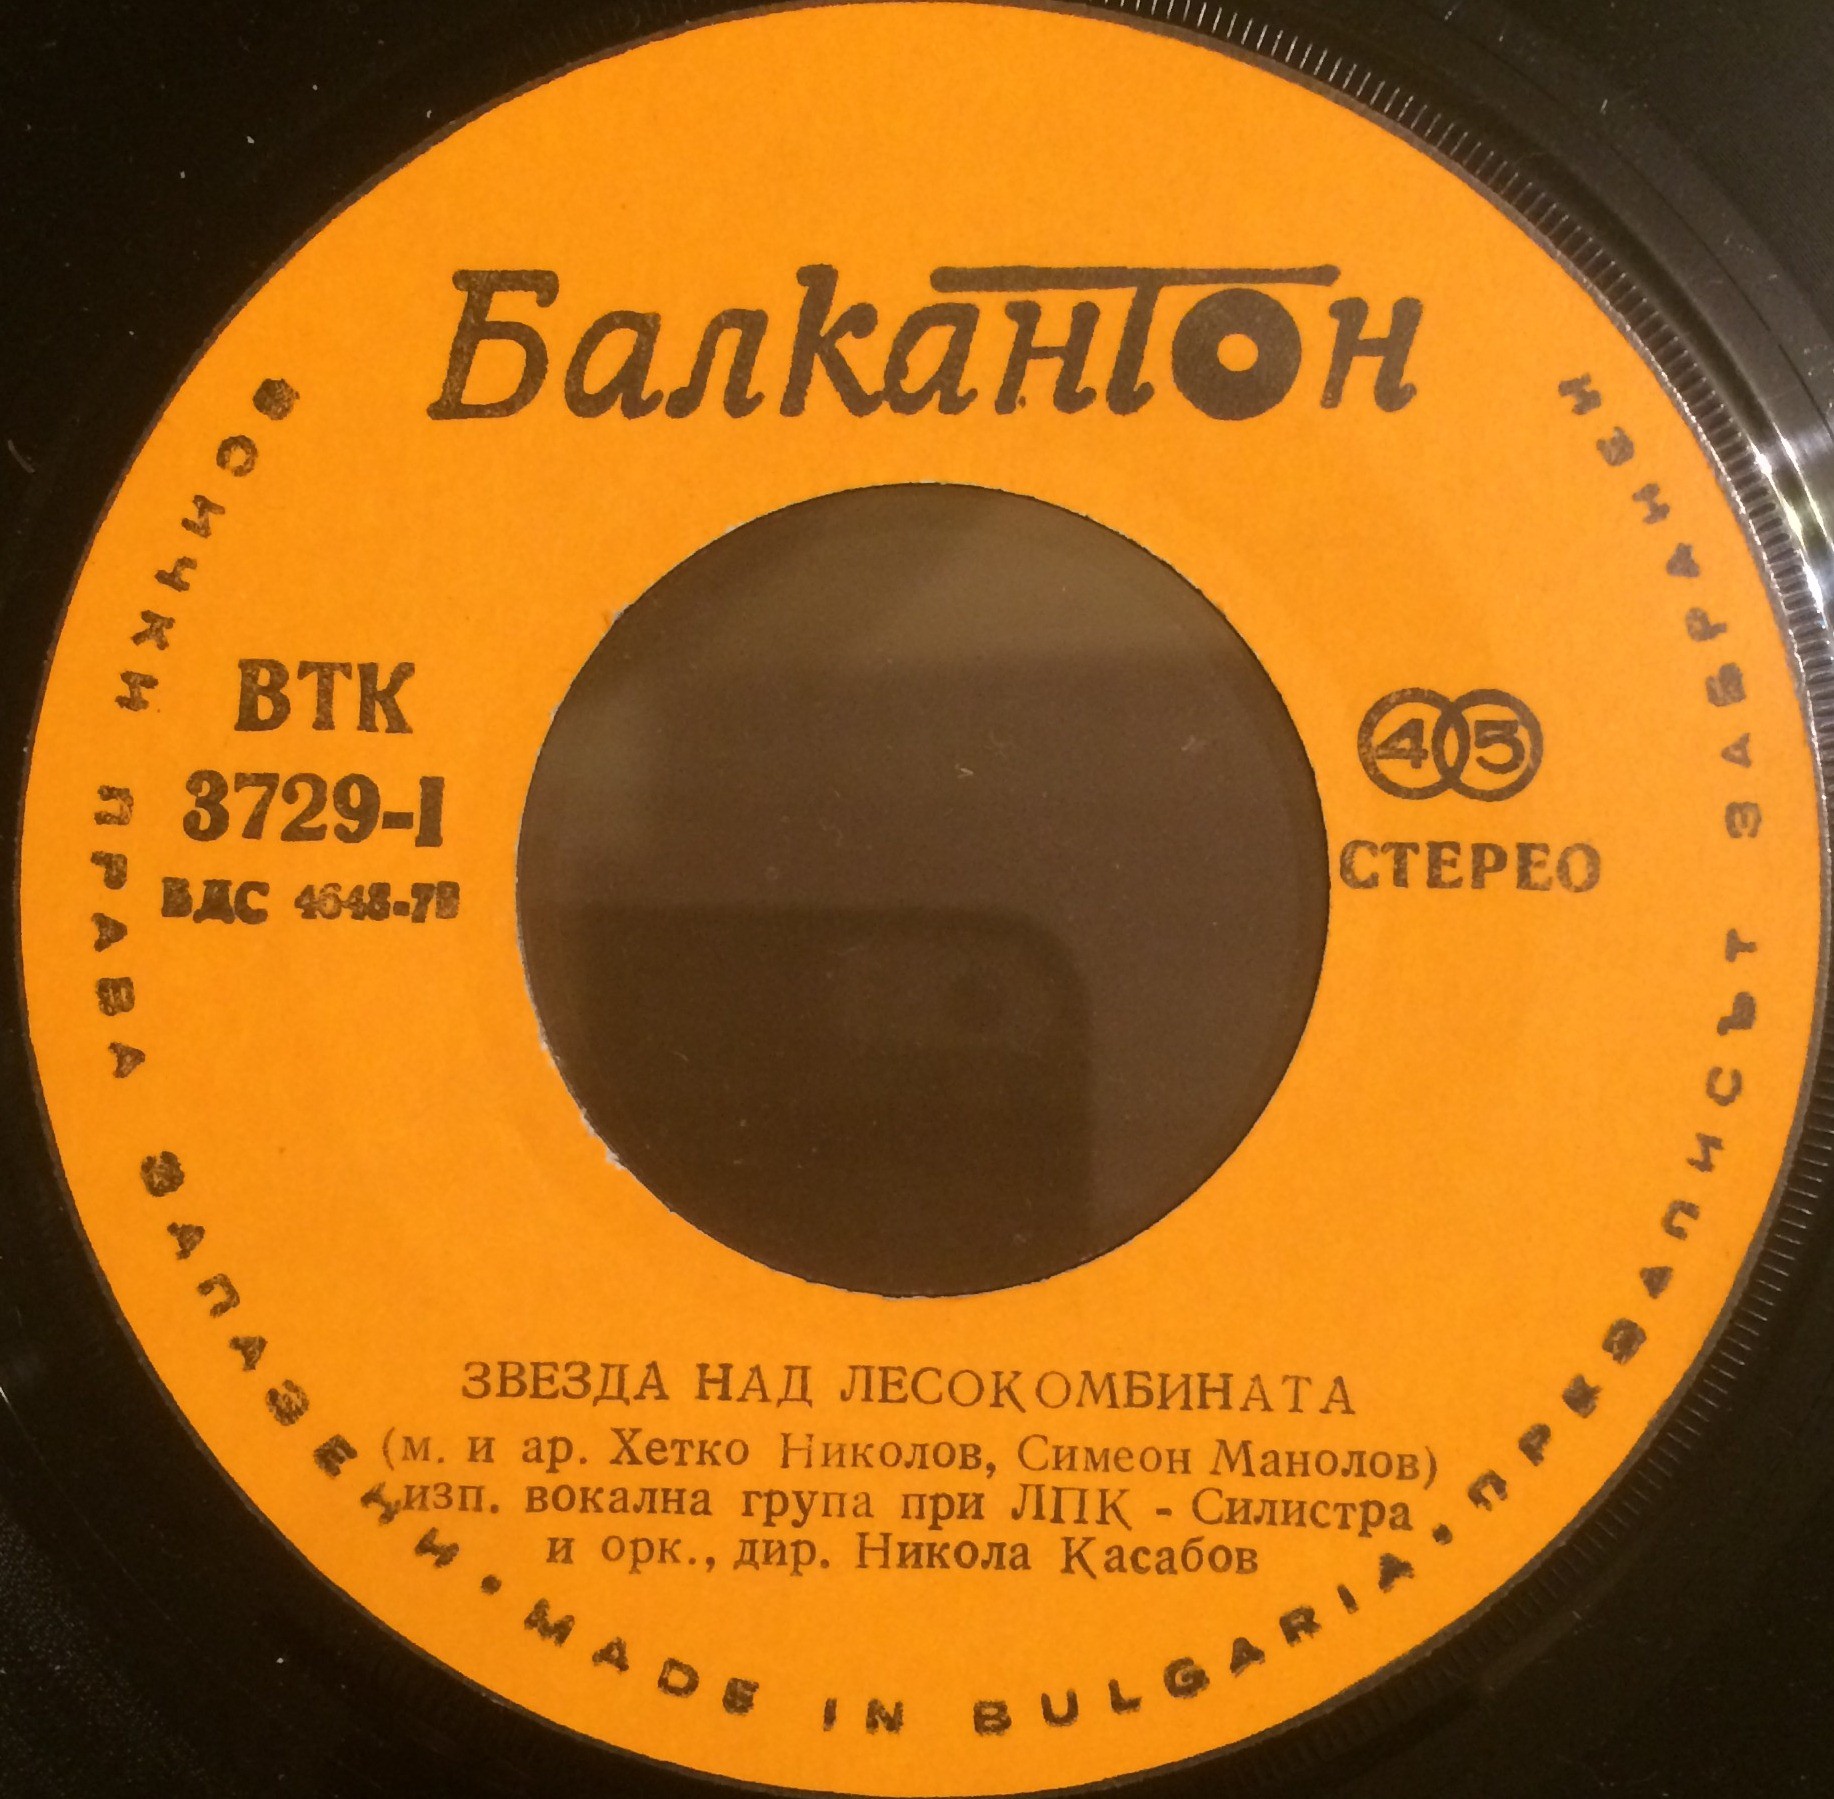 Балкантон
ВТК
3729-I
БДС 4648-78
45
СТЕРЕО
ЗВЕЗДА НАД ЛЕСОКОМБИНАТА
(м. и ар. Хетко Николов, Симеон Манолов)
изп. вокална група при ЛПК - Силистра
и орк., дир. Никола Касабов
ВСИЧКИ ПРАВА ЗАПАЗЕНИ · MADE IN BULGARIA · ПРЕЗАПИСЪТ ЗАБРАНЕН